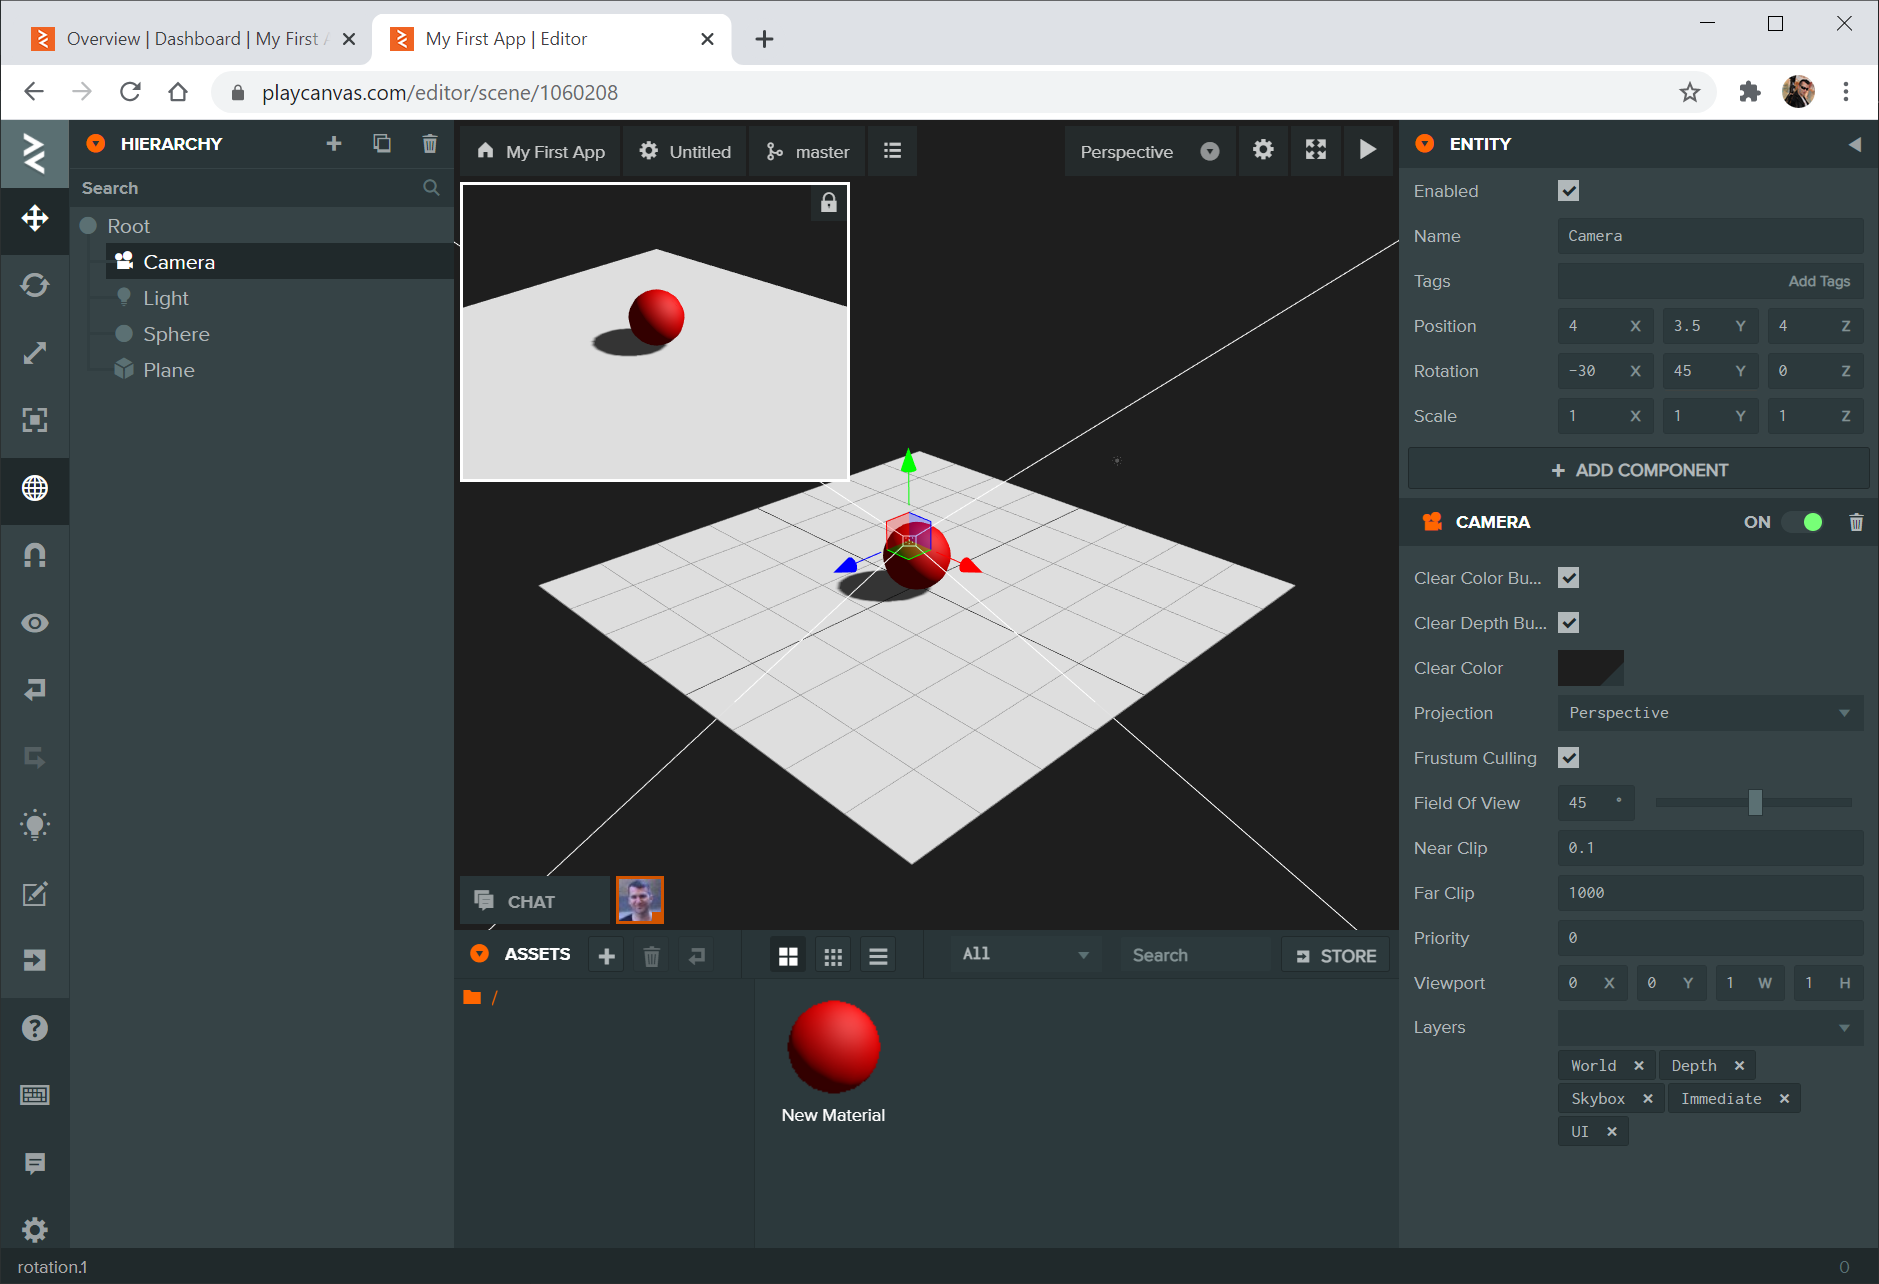 Overview | Dashboard | My First A
My First App | Editor
playcanvas.com/editor/scene/1060208
HIERARCHY
Search
Root
Camera
Light
Sphere
Plane
My First App
Untitled
master
Perspective
CHAT
ASSETS
All
Search
STORE
/
New Material
ENTITY
Enabled
Name Camera
Tags Add Tags
Position 4 X 3.5 Y 4 Z
Rotation -30 X 45 Y 0 Z
Scale 1 X 1 Y 1 Z
+ ADD COMPONENT
CAMERA ON
Clear Color Bu...
Clear Depth Bu...
Clear Color
Projection Perspective
Frustum Culling
Field Of View 45 °
Near Clip 0.1
Far Clip 1000
Priority 0
Viewport 0 X 0 Y 1 W 1 H
Layers
World × Depth ×
Skybox × Immediate ×
UI ×
rotation.1
0